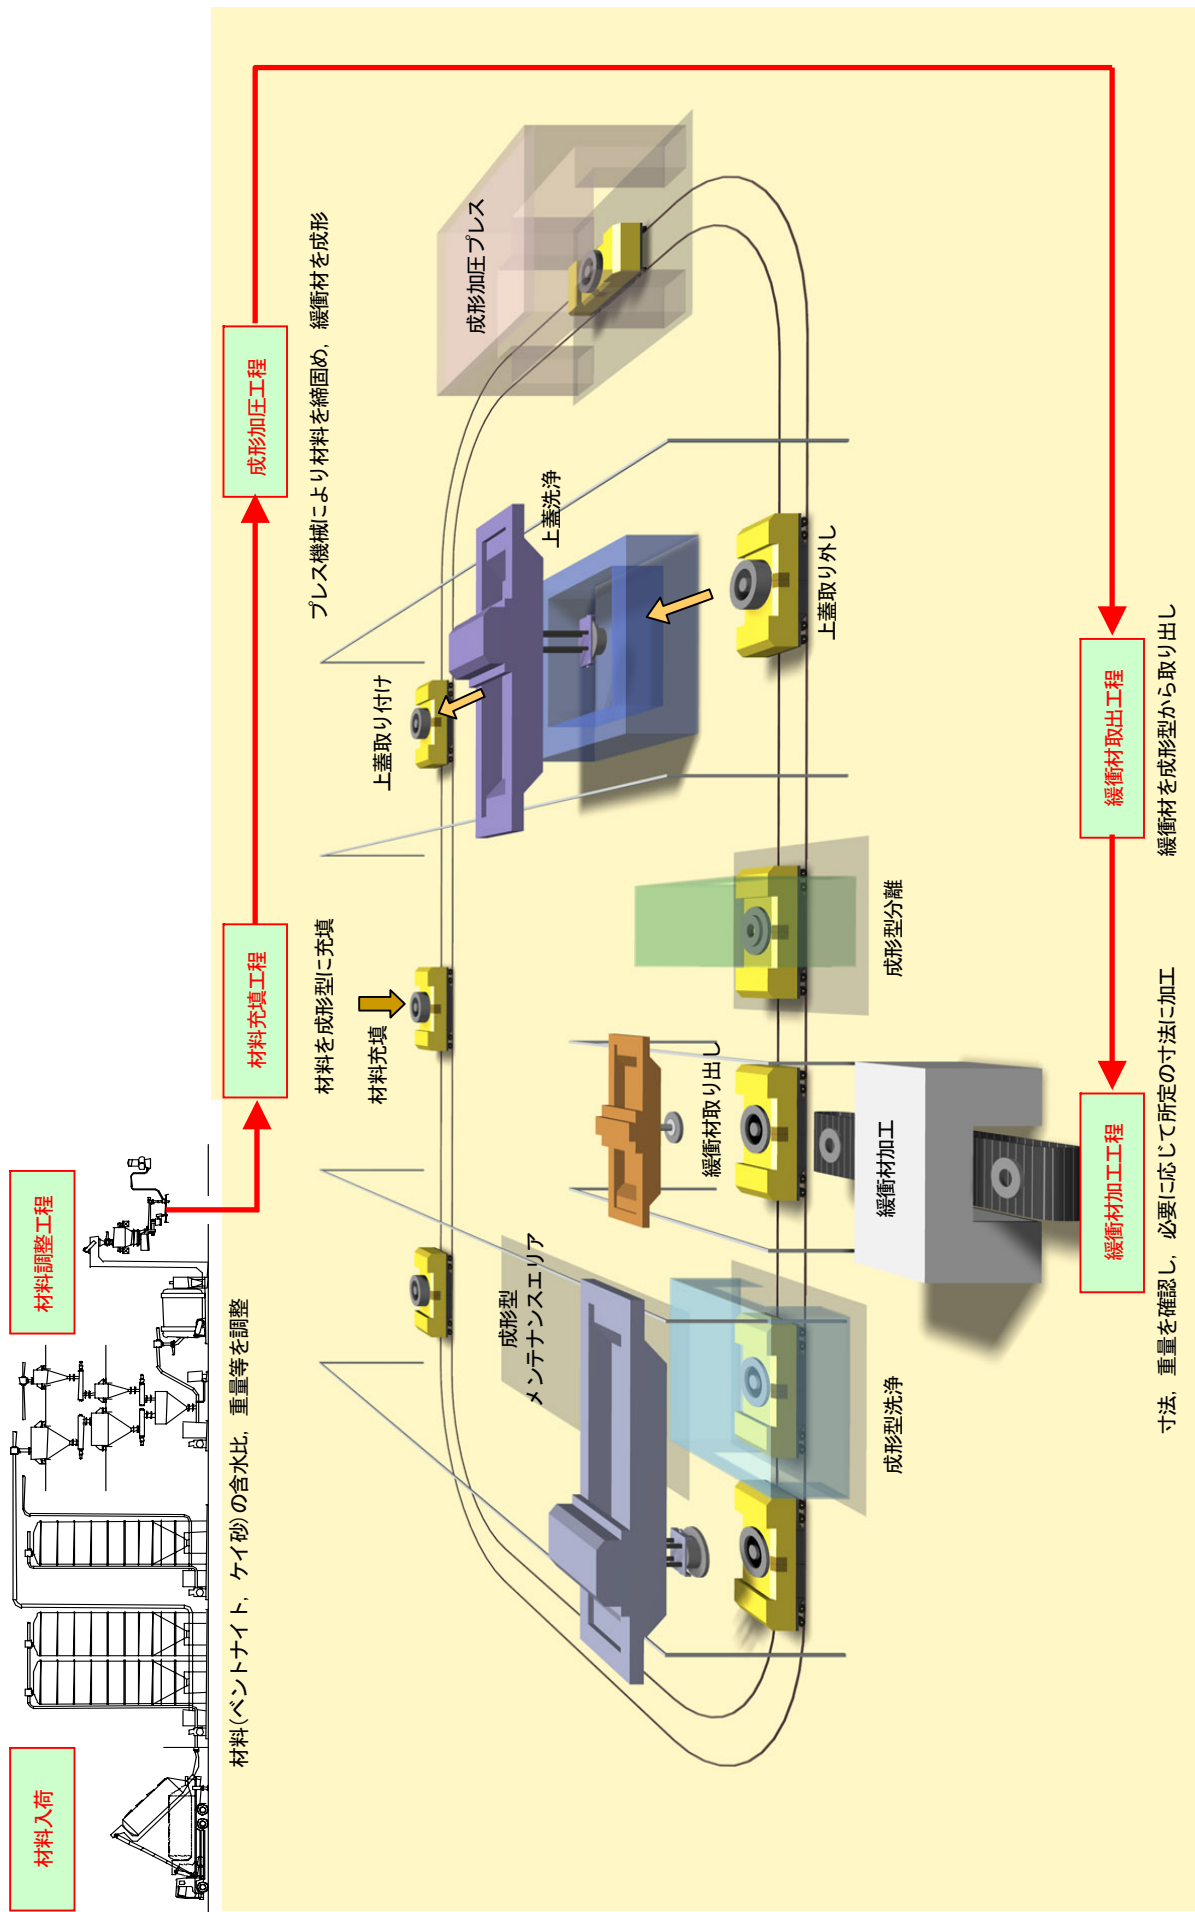 材料入荷
材料調整工程
材料(ベントナイト，ケイ砂)の含水比，重量等を調整
材料充填工程
材料を成形型に充填
成形加圧工程
プレス機械により材料を締固め，緩衝材を成形
材料充填
上蓋取り付け
成形加圧プレス
上蓋洗浄
上蓋取り外し
成形型
メンテナンスエリア
緩衝材取り出し
成形型洗浄
緩衝材加工
成形型分離
緩衝材加工工程
寸法，重量を確認し，必要に応じて所定の寸法に加工
緩衝材取出工程
緩衝材を成形型から取り出し